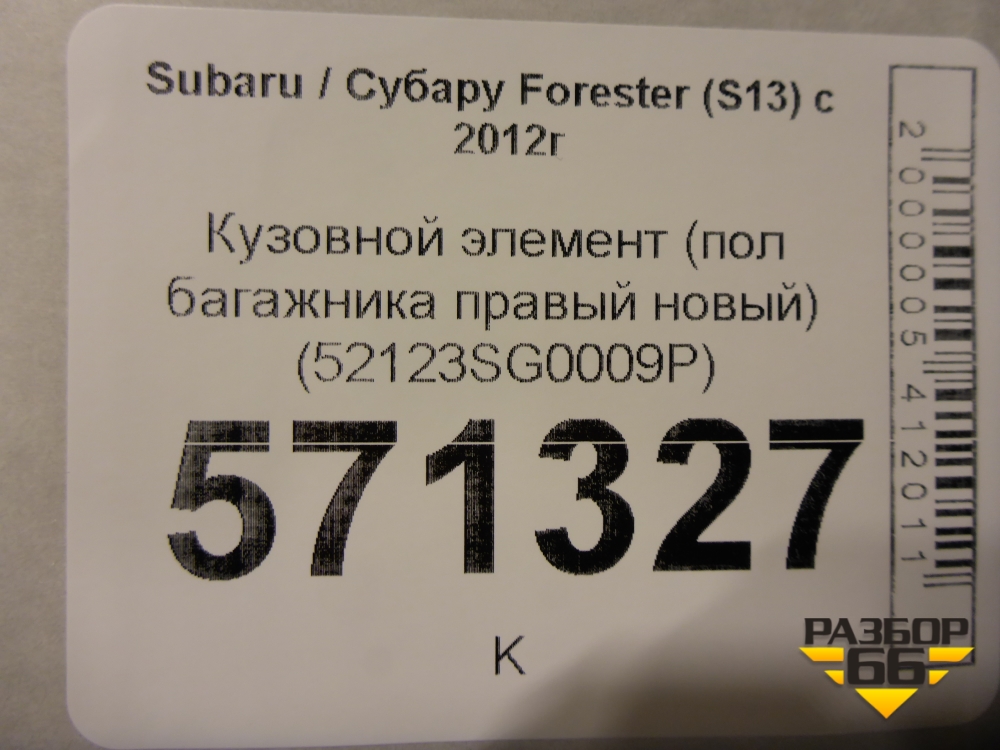 Subaru / Субару Forester (S13) с
2012г
Кузовной элемент (пол
багажника правый новый)
(52123SG0009P)
571327
К
2000005412011
РАЗБОР
66